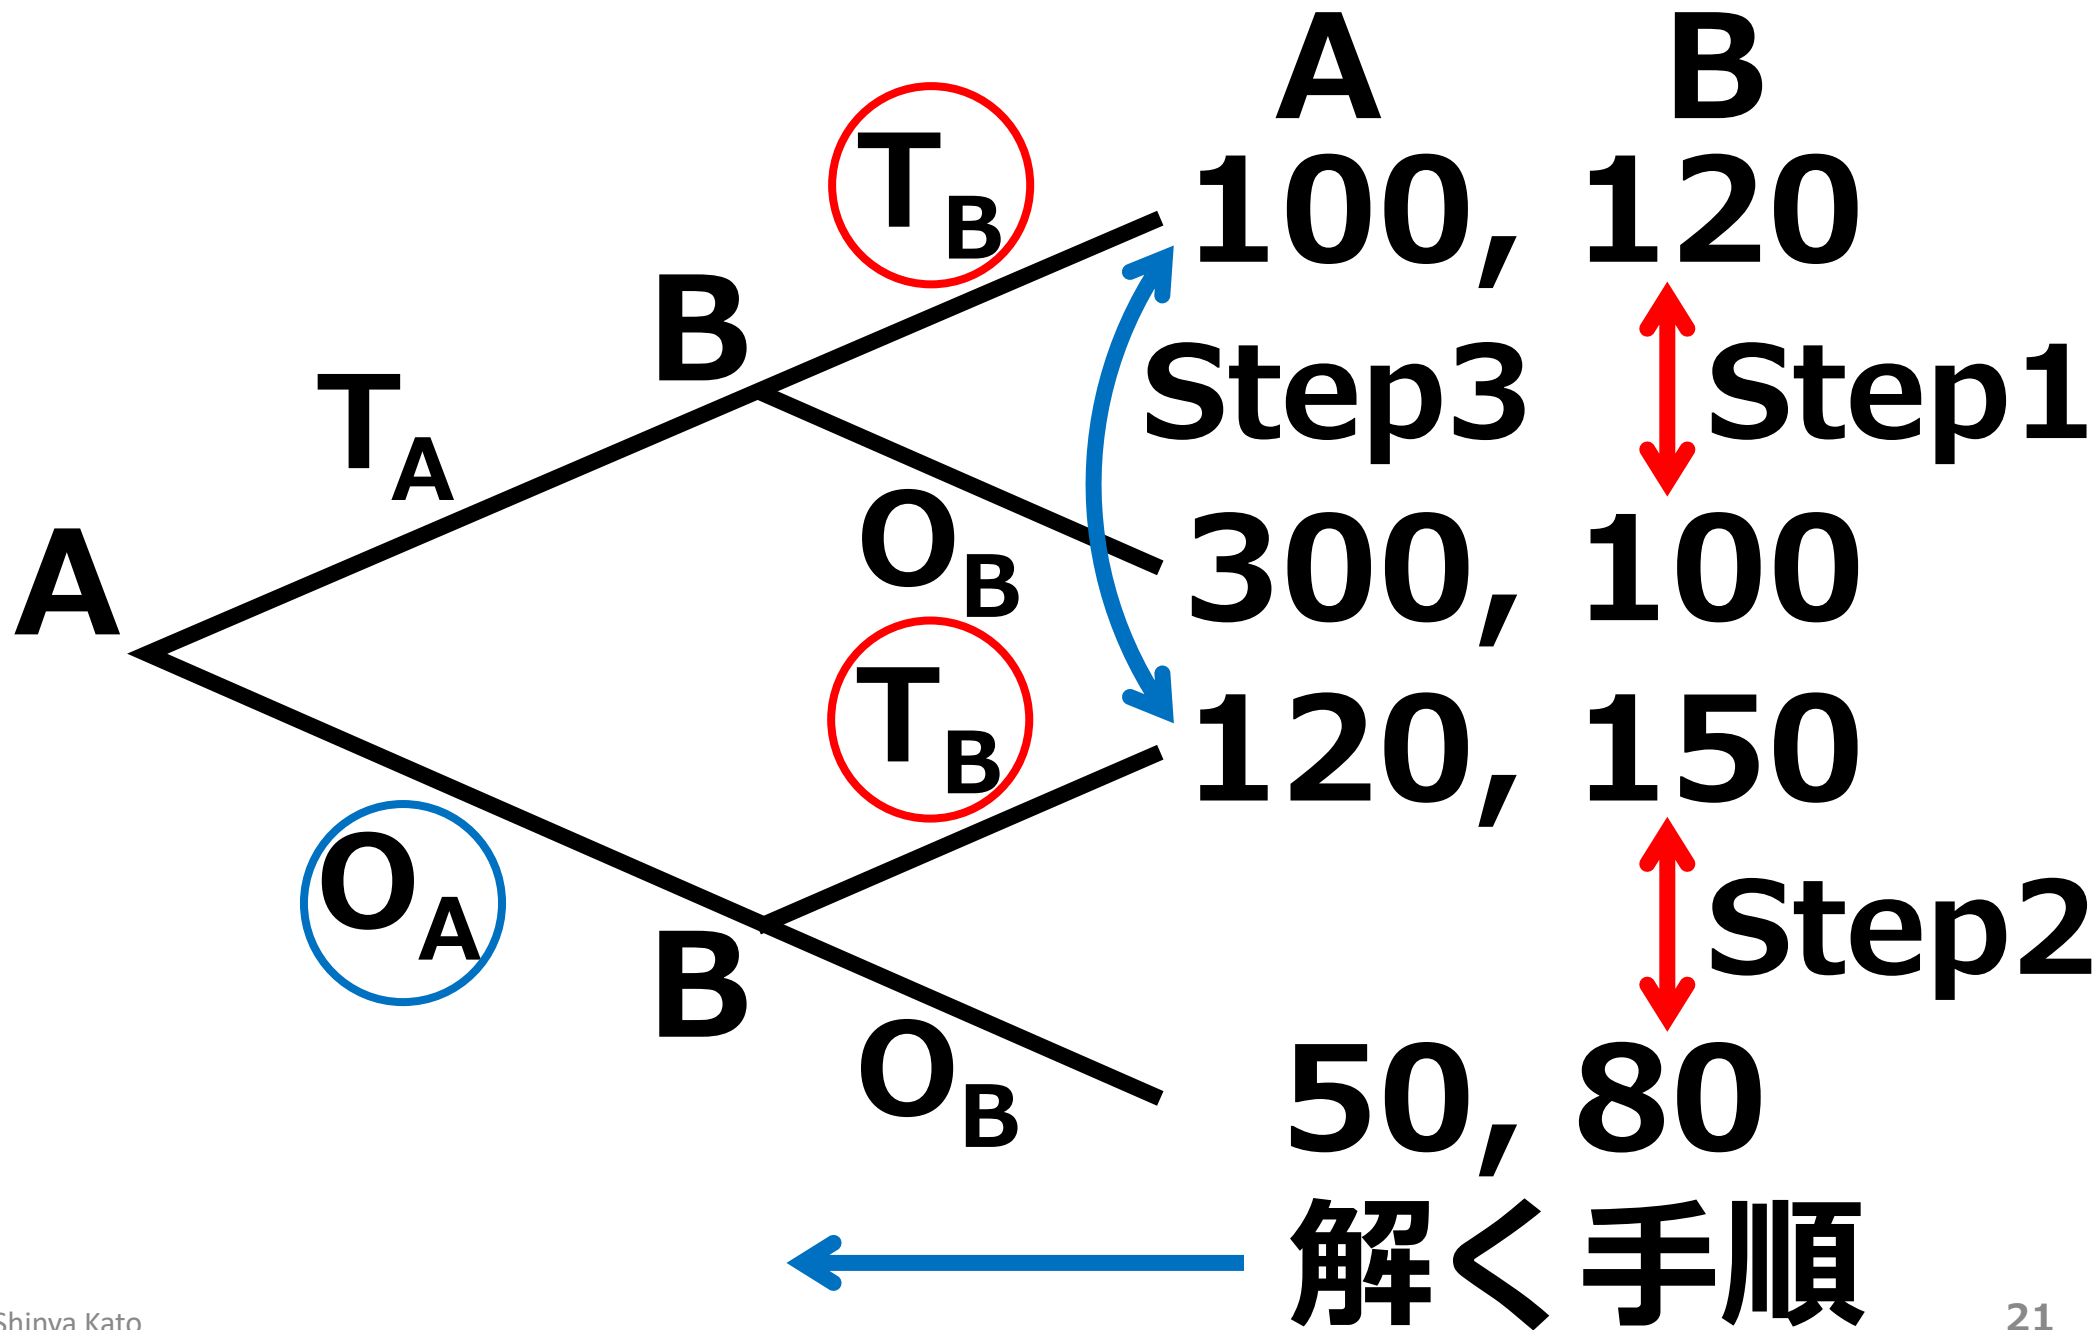 A B
T_B
100, 120
B
Step3
Step1
T_A
O_B
300, 100
A
T_B
120, 150
O_A
Step2
B
O_B
50, 80
解く手順
Shinya Kato
21